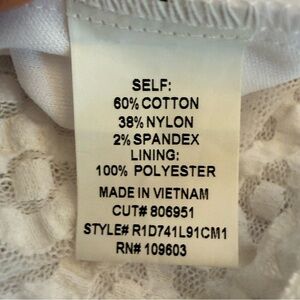 SELF:
60% COTTON
38% NYLON
2% SPANDEX
LINING:
100% POLYESTER
MADE IN VIETNAM
CUT# 806951
STYLE# R1D741L91CM1
RN# 109603